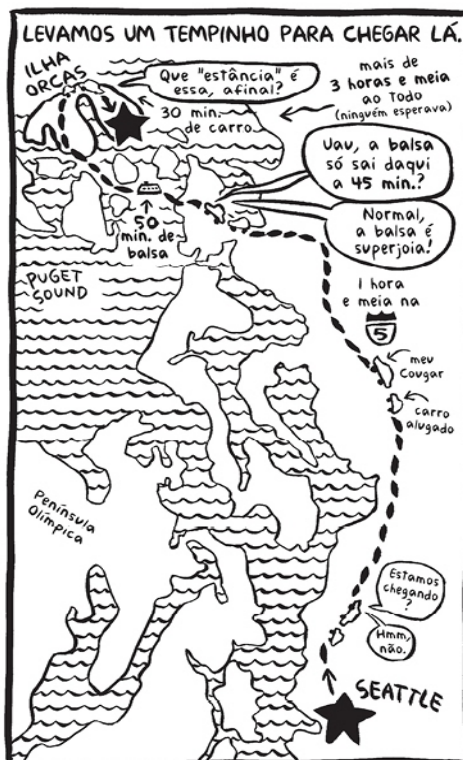 LEVAMOS UM TEMPINHO PARA CHEGAR LÁ.
ILHA
ORCAS
Que "estância" é
essa, afinal?
mais de
3 horas e meia
ao todo
(ninguém esperava)
30 min.
de carro
Uau, a balsa
só sai daqui
a 45 min.?
Normal,
a balsa é
superjoia!
50
min. de
balsa
PUGET
SOUND
1 hora
e meia na
5
meu
Cougar
carro
alugado
Península
Olímpica
Estamos
chegando
?
Hmm,
não.
SEATTLE